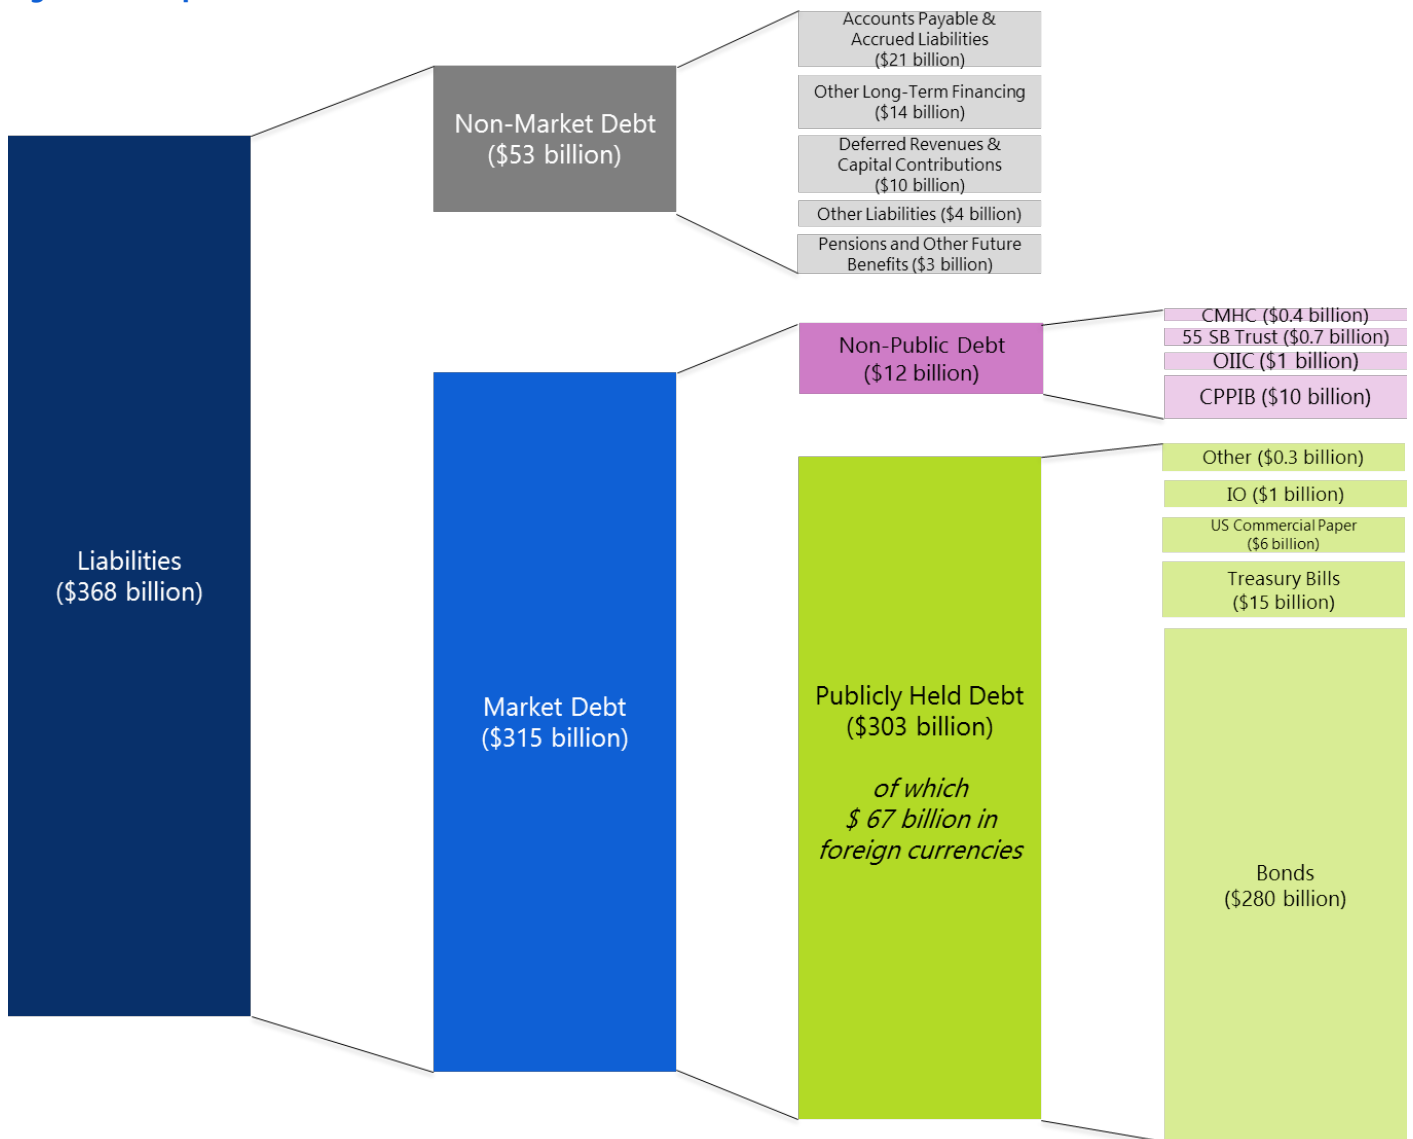 Liabilities
($368 billion)
Non-Market Debt
($53 billion)
Market Debt
($315 billion)
Accounts Payable &
Accrued Liabilities
($21 billion)
Other Long-Term Financing
($14 billion)
Deferred Revenues &
Capital Contributions
($10 billion)
Other Liabilities ($4 billion)
Pensions and Other Future
Benefits ($3 billion)
Non-Public Debt
($12 billion)
Publicly Held Debt
($303 billion)
of which
$ 67 billion in
foreign currencies
CMHC ($0.4 billion)
55 SB Trust ($0.7 billion)
OIIC ($1 billion)
CPPIB ($10 billion)
Other ($0.3 billion)
IO ($1 billion)
US Commercial Paper
($6 billion)
Treasury Bills
($15 billion)
Bonds
($280 billion)